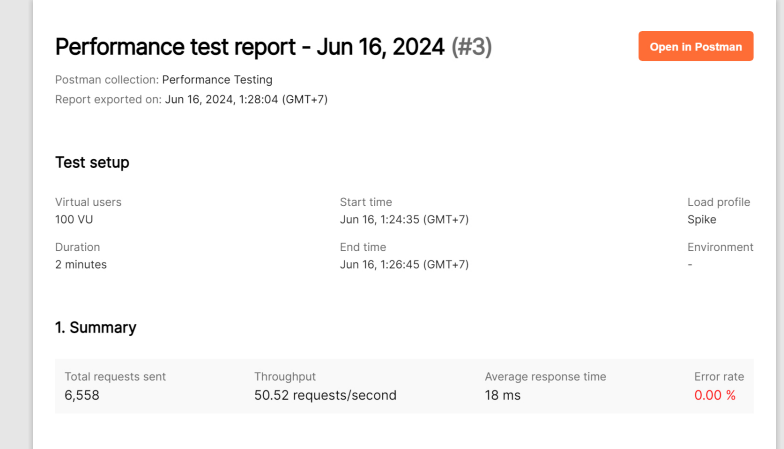 Performance test report - Jun 16, 2024 (#3)
Open in Postman
Postman collection: Performance Testing
Report exported on: Jun 16, 2024, 1:28:04 (GMT+7)
Test setup
Virtual users Start time Load profile
100 VU Jun 16, 1:24:35 (GMT+7) Spike
Duration End time Environment
2 minutes Jun 16, 1:26:45 (GMT+7) -
1. Summary
Total requests sent Throughput Average response time Error rate
6,558 50.52 requests/second 18 ms 0.00 %